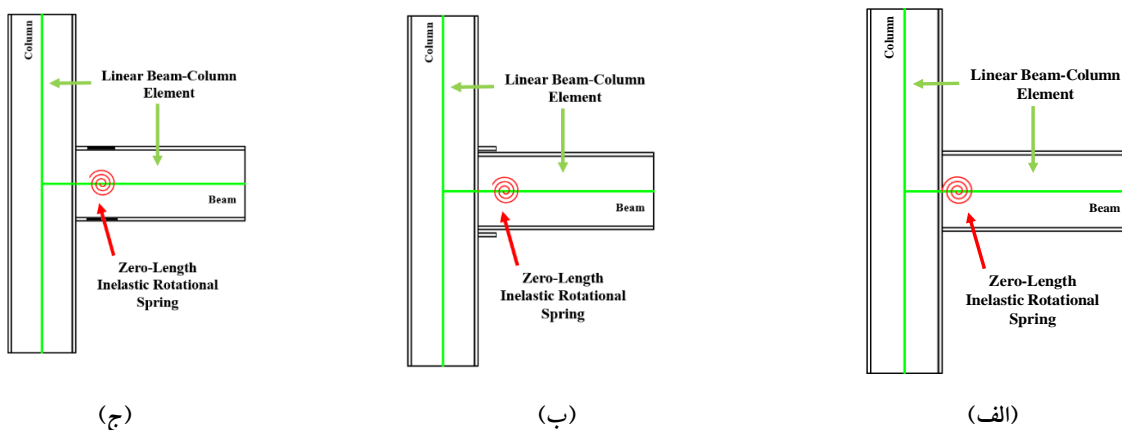 Column
Linear Beam-Column
Element
Beam
Zero-Length
Inelastic Rotational
Spring
(ج)
Column
Linear Beam-Column
Element
Beam
Zero-Length
Inelastic Rotational
Spring
(ب)
Column
Linear Beam-Column
Element
Beam
Zero-Length
Inelastic Rotational
Spring
(الف)